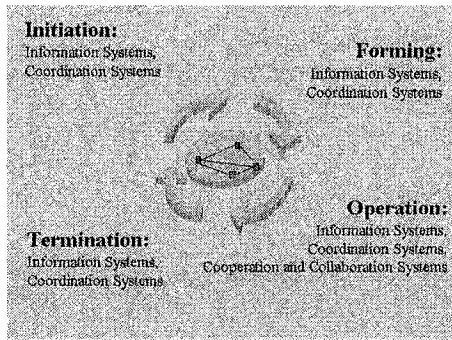 Initiation:
Information Systems,
Coordination Systems
Forming:
Information Systems,
Coordination Systems
Operation:
Information Systems,
Coordination Systems,
Cooperation and Collaboration Systems
Termination:
Information Systems,
Coordination Systems